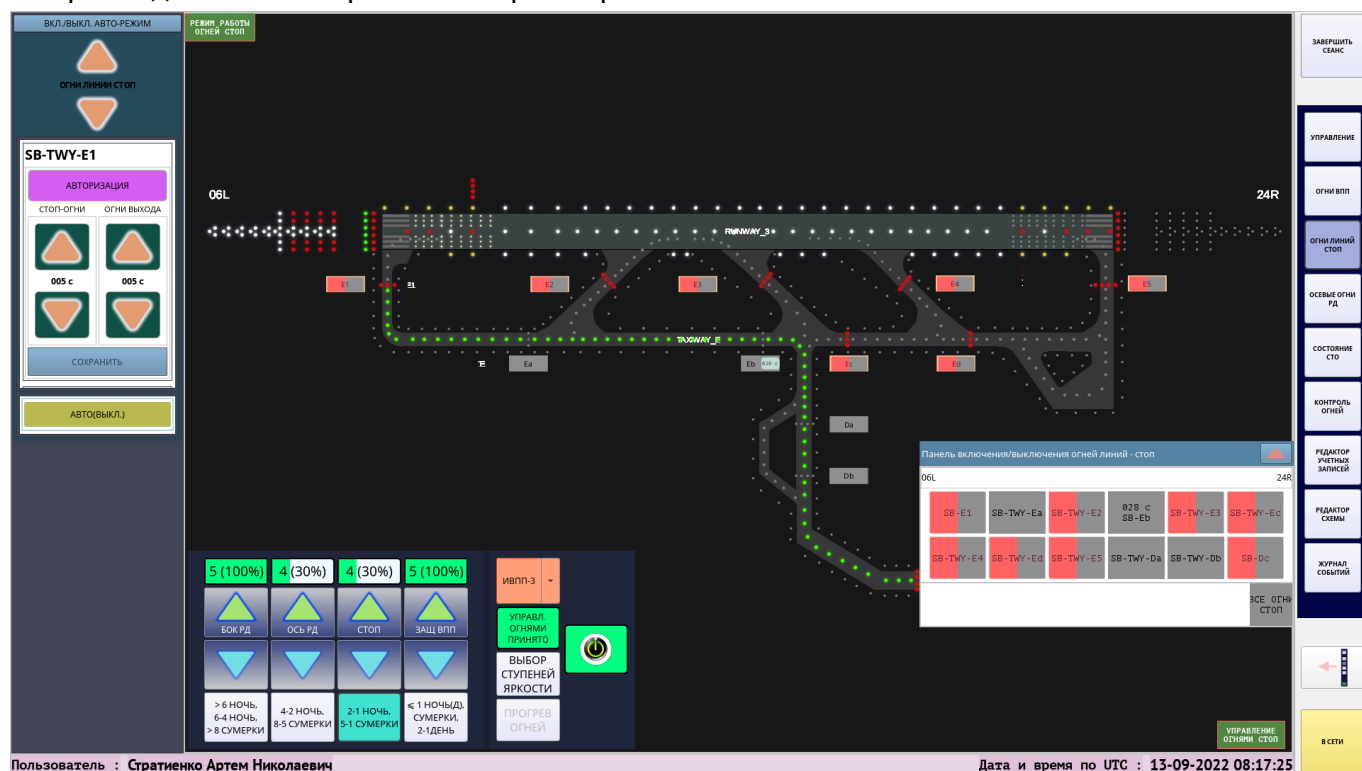 ВКЛ./ВЫКЛ. АВТО-РЕЖИМ
ОГНИ ЛИНИИ СТОП
SB-TWY-E1
АВТОРИЗАЦИЯ
СТОП-ОГНИ ОГНИ ВЫХОДА
005 с 005 с
СОХРАНИТЬ
АВТО(ВЫКЛ.)
РЕЖИМ РАБОТЫ
ОГНЕЙ СТОП
06L
24R
RUNWAY_3
E1 E1 E2 E3 E4 E5
TAXIWAY_E
TE Ea Eb 028 с Ec Ed
Da
Db
Панель включения/выключения огней линий - стоп
06L 24R
SB-E1 SB-TWY-Ea SB-TWY-E2 028 с SB-TWY-E3 SB-TWY-Ec
SB-Eb
SB-TWY-E4 SB-TWY-Ed SB-TWY-E5 SB-TWY-Da SB-TWY-Db SB-Dc
ВСЕ ОГНИ
СТОП
5 (100%) 4 (30%) 4 (30%) 5 (100%)
БОК РД ОСЬ РД СТОП ЗАЩ ВПП
> 6 НОЧЬ,
6-4 НОЧЬ,
> 8 СУМЕРКИ
4-2 НОЧЬ,
8-5 СУМЕРКИ
2-1 НОЧЬ,
5-1 СУМЕРКИ
⩽ 1 НОЧЬ(Д),
СУМЕРКИ,
2-1ДЕНЬ
ИВПП-3
УПРАВЛ.
ОГНЯМИ
ПРИНЯТО
ВЫБОР
СТУПЕНЕЙ
ЯРКОСТИ
ПРОГРЕВ
ОГНЕЙ
УПРАВЛЕНИЕ
ОГНЯМИ СТОП
ЗАВЕРШИТЬ
СЕАНС
УПРАВЛЕНИЕ
ОГНИ ВПП
ОГНИ ЛИНИЙ
СТОП
ОСЕВЫЕ ОГНИ
РД
СОСТОЯНИЕ
СТО
КОНТРОЛЬ
ОГНЕЙ
РЕДАКТОР
УЧЕТНЫХ
ЗАПИСЕЙ
РЕДАКТОР
СХЕМЫ
ЖУРНАЛ
СОБЫТИЙ
В СЕТИ
Пользователь : Стратиенко Артем Николаевич Дата и время по UTC : 13-09-2022 08:17:25